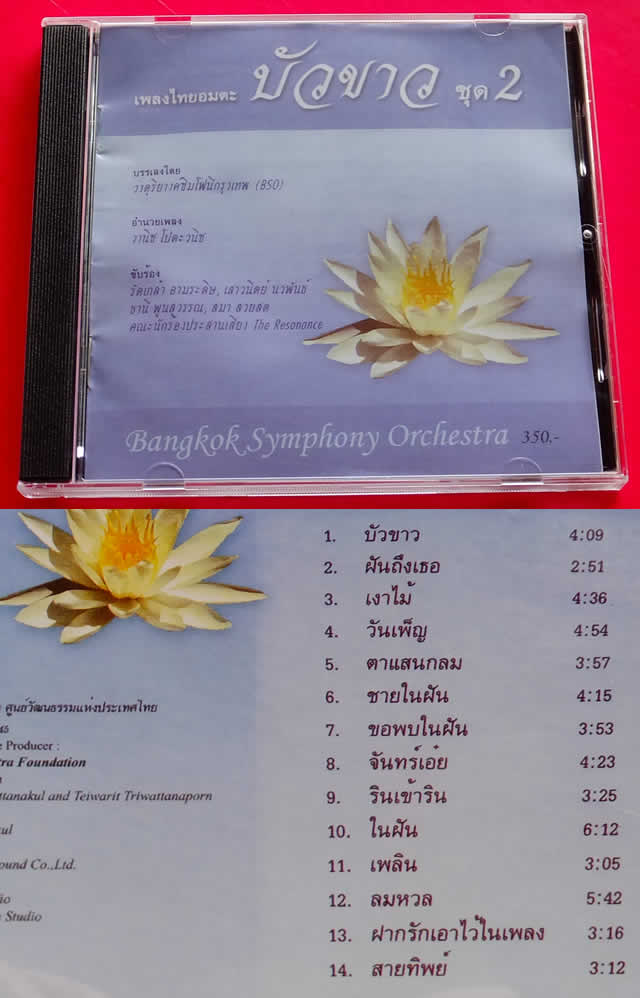 เพลงไทยอมตะ บัวขาว ชุด 2
บรรเลงโดย
วาทุริยางค์ซิมโฟนีกรุงเทพ (BSO)
อำนวยเพลง
วานิช โปตะวนิช
ขับร้อง
รัดเกล้า อามระดิษ, เสาวนิตย์ นวพันธ์
ธานี พูนสุวรรณ, สมา สวยสด
คณะนักร้องประสานเสียง The Resonance
Bangkok Symphony Orchestra 350.-
1. บัวขาว 4:09
2. ฝันถึงเธอ 2:51
3. เงาไม้ 4:36
4. วันเพ็ญ 4:54
5. ตาแสนกลม 3:57
6. ชายในฝัน 4:15
7. ขอพบในฝัน 3:53
8. จันทร์เอ๋ย 4:23
9. รินเข้าริน 3:25
10. ในฝัน 6:12
11. เพลิน 3:05
12. ลมหวล 5:42
13. ฝากรักเอาไว้ในเพลง 3:16
14. สายทิพย์ 3:12
ศูนย์วัฒนธรรมแห่งประเทศไทย
e Producer :
tra Foundation
ttanakul and Teiwarit Triwattanaporn
kul
ound Co.,Ltd.
io
Studio